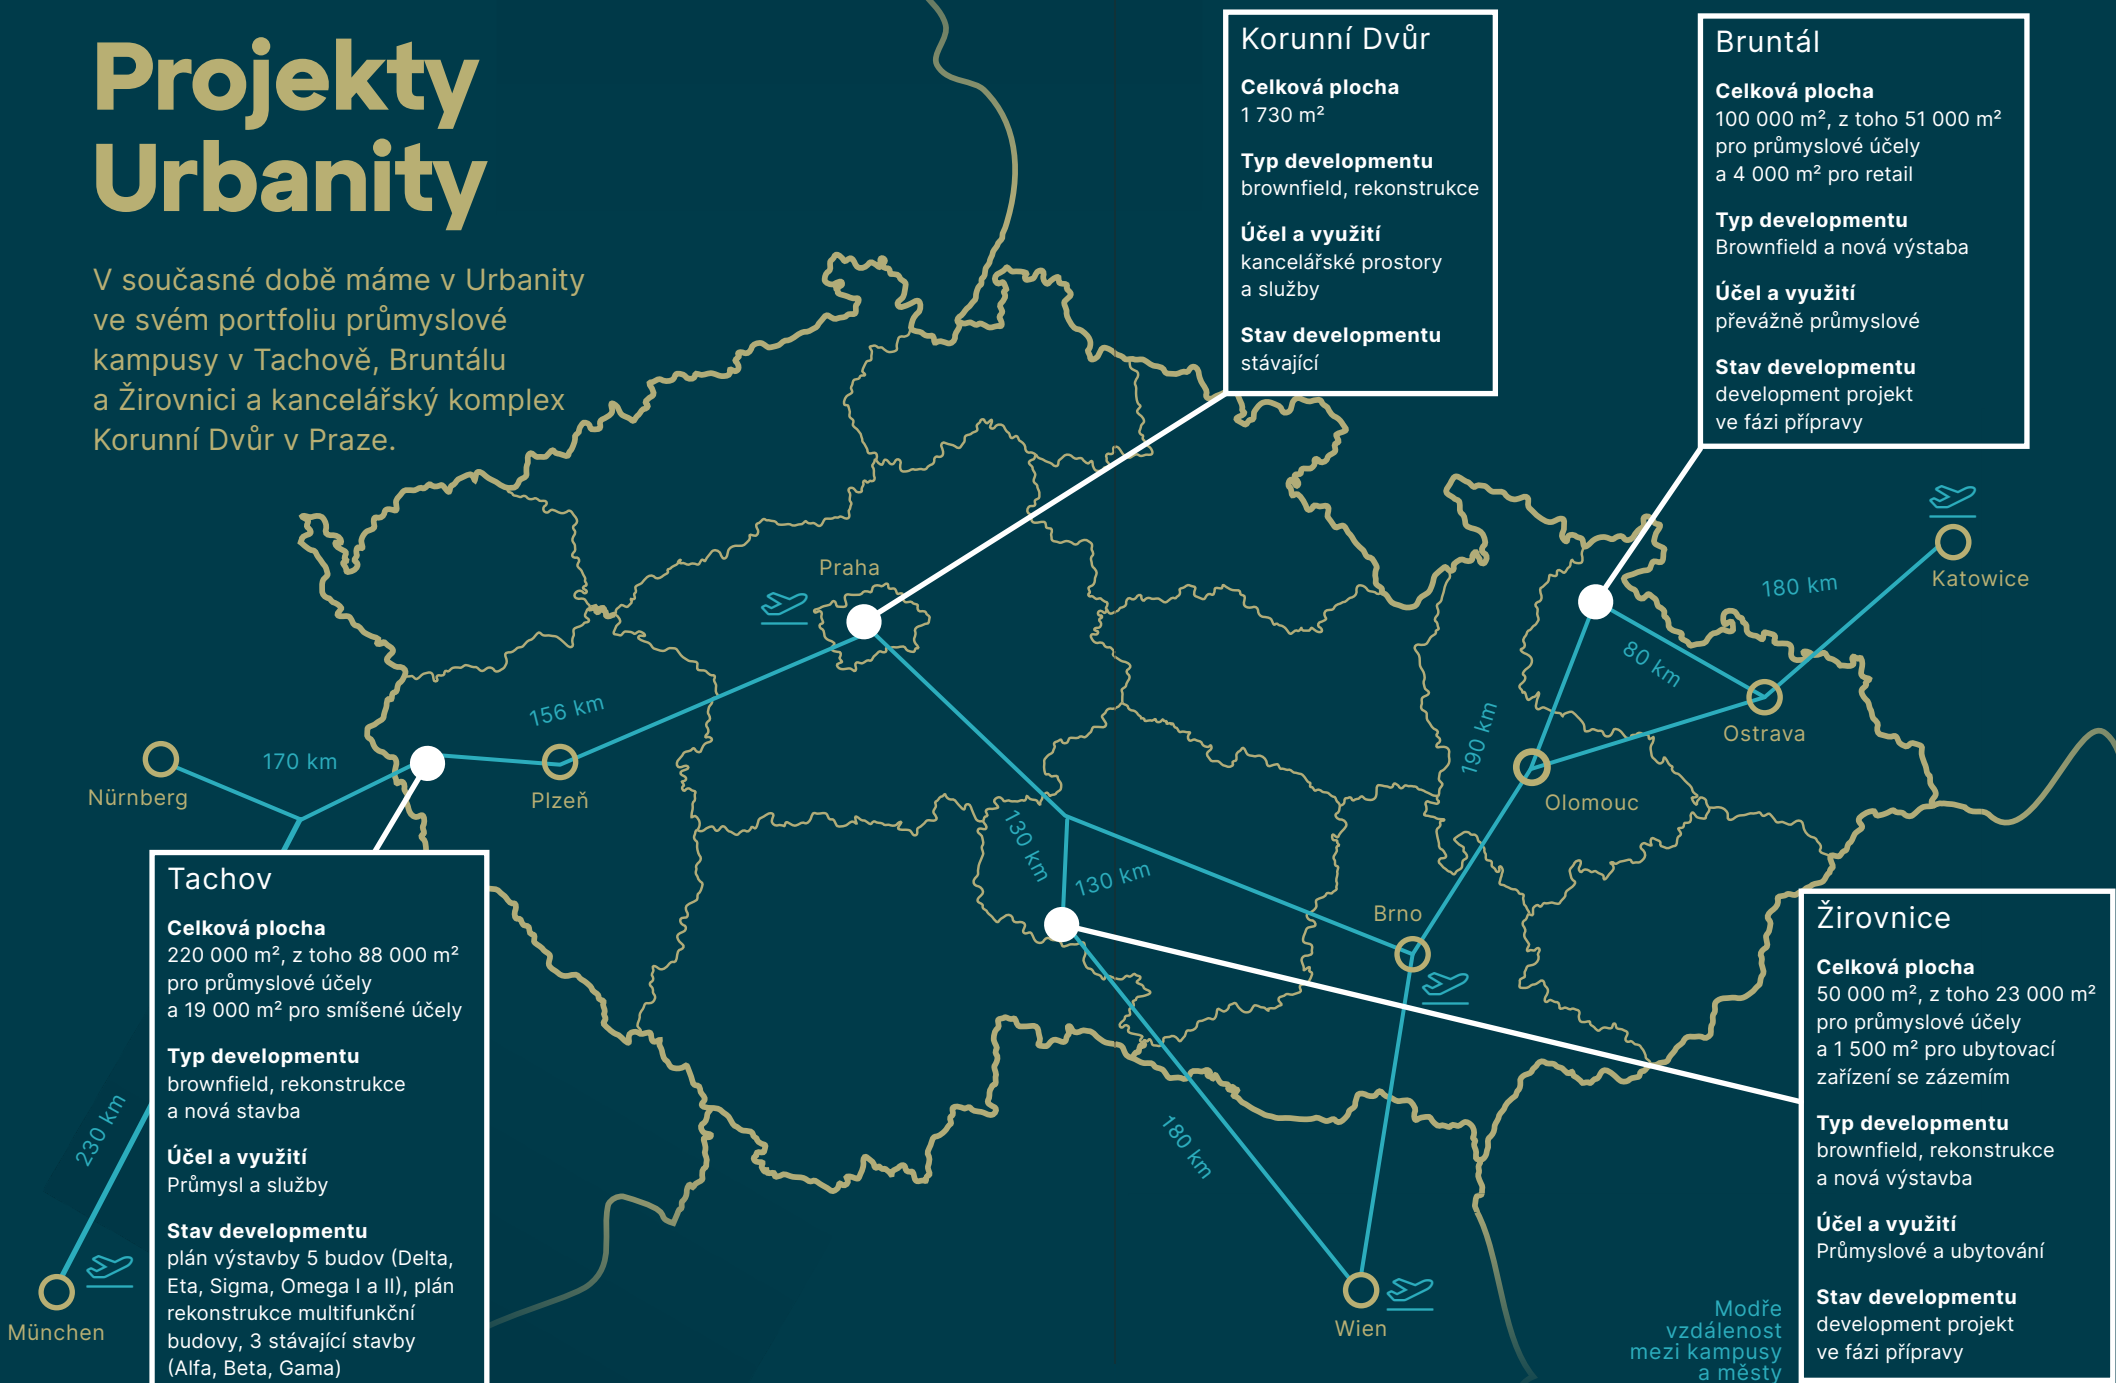 Projekty
Urbanity
V současné době máme v Urbanity
ve svém portfoliu průmyslové
kampusy v Tachově, Bruntálu
a Žirovnici a kancelářský komplex
Korunní Dvůr v Praze.
Korunní Dvůr
Celková plocha
1 730 m²
Typ developmentu
brownfield, rekonstrukce
Účel a využití
kancelářské prostory
a služby
Stav developmentu
stávající
Bruntál
Celková plocha
100 000 m², z toho 51 000 m²
pro průmyslové účely
a 4 000 m² pro retail
Typ developmentu
Brownfield a nová výstaba
Účel a využití
převážně průmyslové
Stav developmentu
development projekt
ve fázi přípravy
Katowice
180 km
Praha
80 km
156 km
190 km
Ostrava
170 km
Nürnberg
Plzeň
Olomouc
130 km
130 km
Brno
Tachov
Celková plocha
220 000 m², z toho 88 000 m²
pro průmyslové účely
a 19 000 m² pro smíšené účely
Typ developmentu
brownfield, rekonstrukce
a nová stavba
Účel a využití
Průmysl a služby
Stav developmentu
plán výstavby 5 budov (Delta,
Eta, Sigma, Omega I a II), plán
rekonstrukce multifunkční
budovy, 3 stávající stavby
(Alfa, Beta, Gama)
Žirovnice
Celková plocha
50 000 m², z toho 23 000 m²
pro průmyslové účely
a 1 500 m² pro ubytovací
zařízení se zázemím
Typ developmentu
brownfield, rekonstrukce
a nová výstavba
Účel a využití
Průmyslové a ubytování
Stav developmentu
development projekt
ve fázi přípravy
230 km
180 km
München
Wien
Modře
vzdálenost
mezi kampusy
a městy